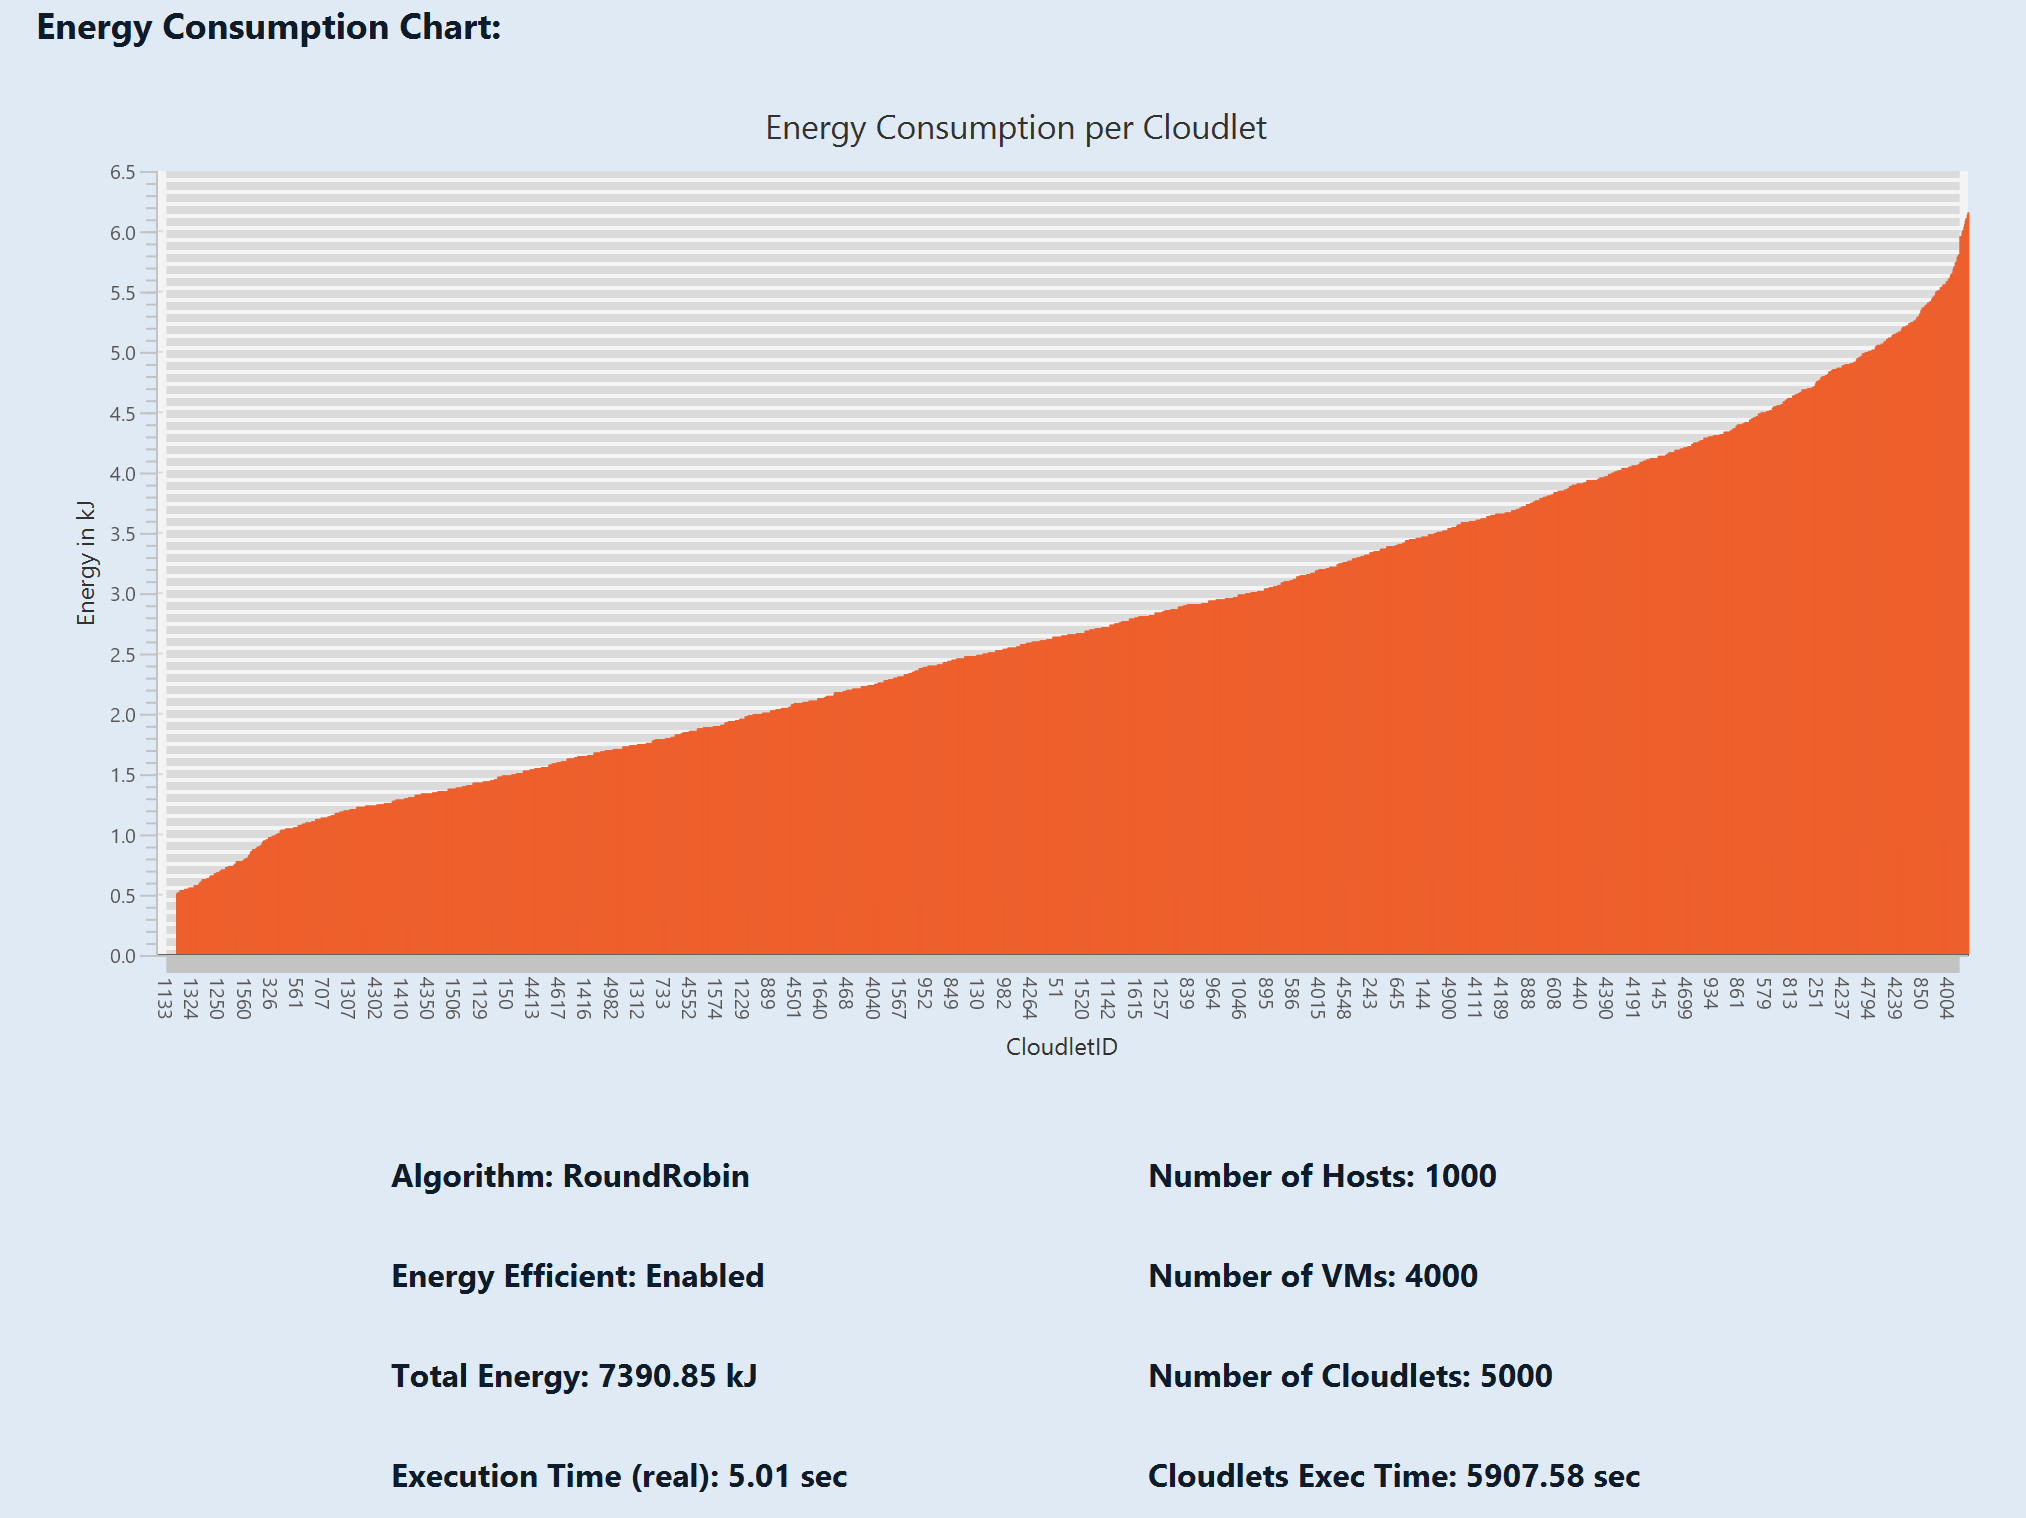 Energy Consumption Chart:
Energy Consumption per Cloudlet
6.5
6.0
5.5
5.0
4.5
4.0
3.5
3.0
2.5
2.0
1.5
1.0
0.5
0.0
Energy in kJ
1133 1324 1250 1560 326 561 707 1307 4302 1410 4350 1506 1129 150 4413 4617 1416 4982 1312 733 4552 1574 1229 889 4501 1640 468 4040 1567 952 849 130 982 4264 51 1520 1142 1615 1257 839 964 1046 895 586 4015 4548 243 645 144 4900 4111 4189 888 608 440 4390 4191 145 4699 934 861 579 813 251 4237 4794 4239 850 4004
CloudletID
Algorithm: RoundRobin
Number of Hosts: 1000
Energy Efficient: Enabled
Number of VMs: 4000
Total Energy: 7390.85 kJ
Number of Cloudlets: 5000
Execution Time (real): 5.01 sec
Cloudlets Exec Time: 5907.58 sec